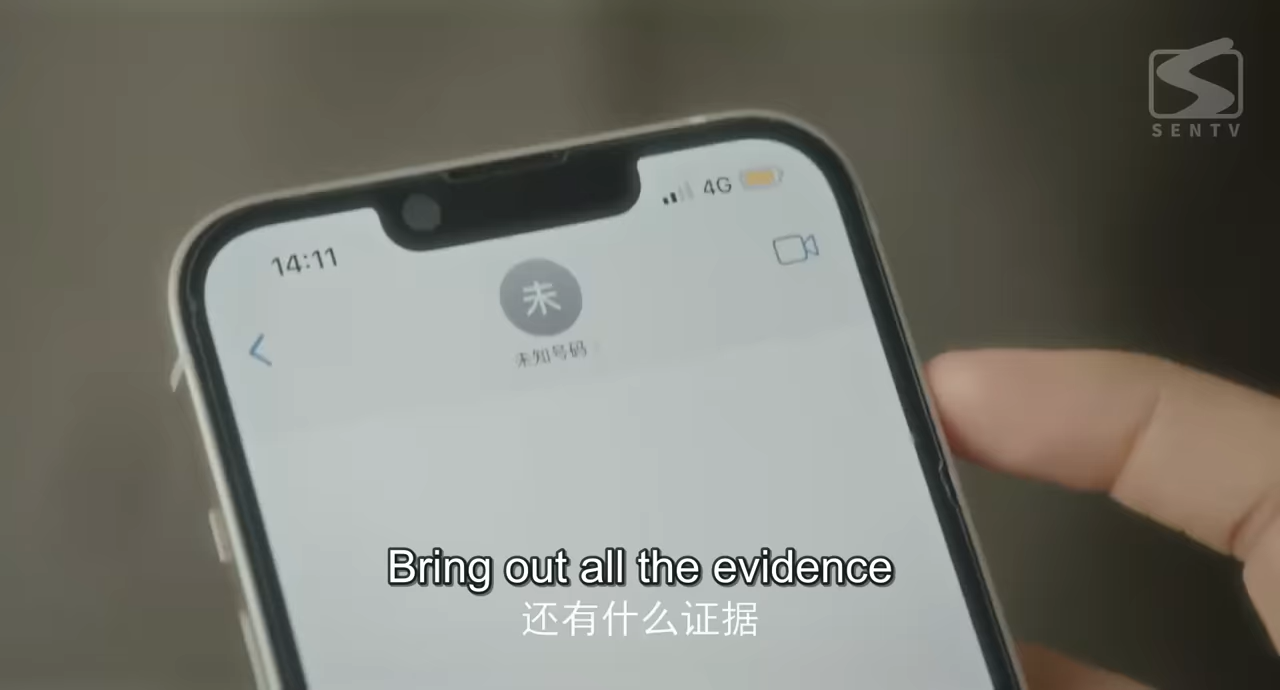 SENTV
4G
14:11
未
未知号码
Bring out all the evidence
还有什么证据